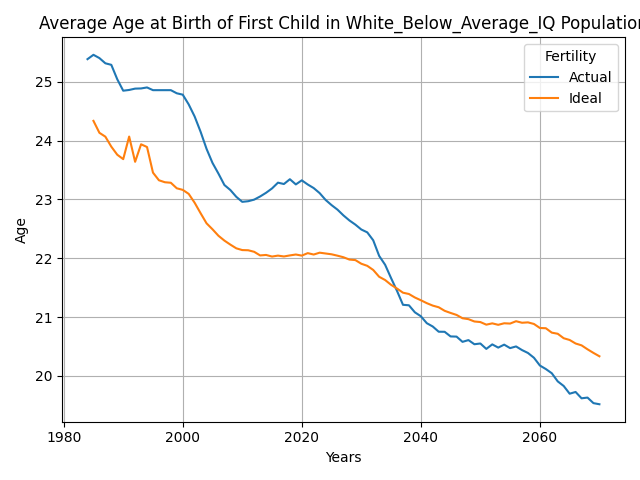 Average Age at Birth of First Child in White_Below_Average_IQ Population
Fertility
Actual
Ideal
25
24
23
22
21
20
Age
1980
2000
2020
2040
2060
Years